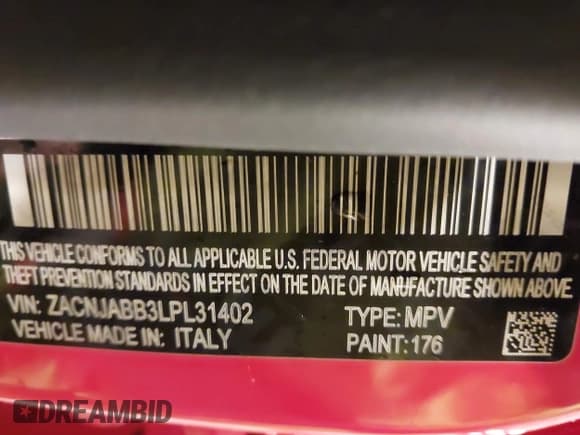 THIS VEHICLE CONFORMS TO ALL APPLICABLE U.S. FEDERAL MOTOR VEHICLE SAFETY AND
THEFT PREVENTION STANDARDS IN EFFECT ON THE DATE OF MANUFACTURE SHOWN ABOVE.
VIN: ZACNJABB3LPL31402 TYPE: MPV
VEHICLE MADE IN: ITALY PAINT: 176
DREAMBID